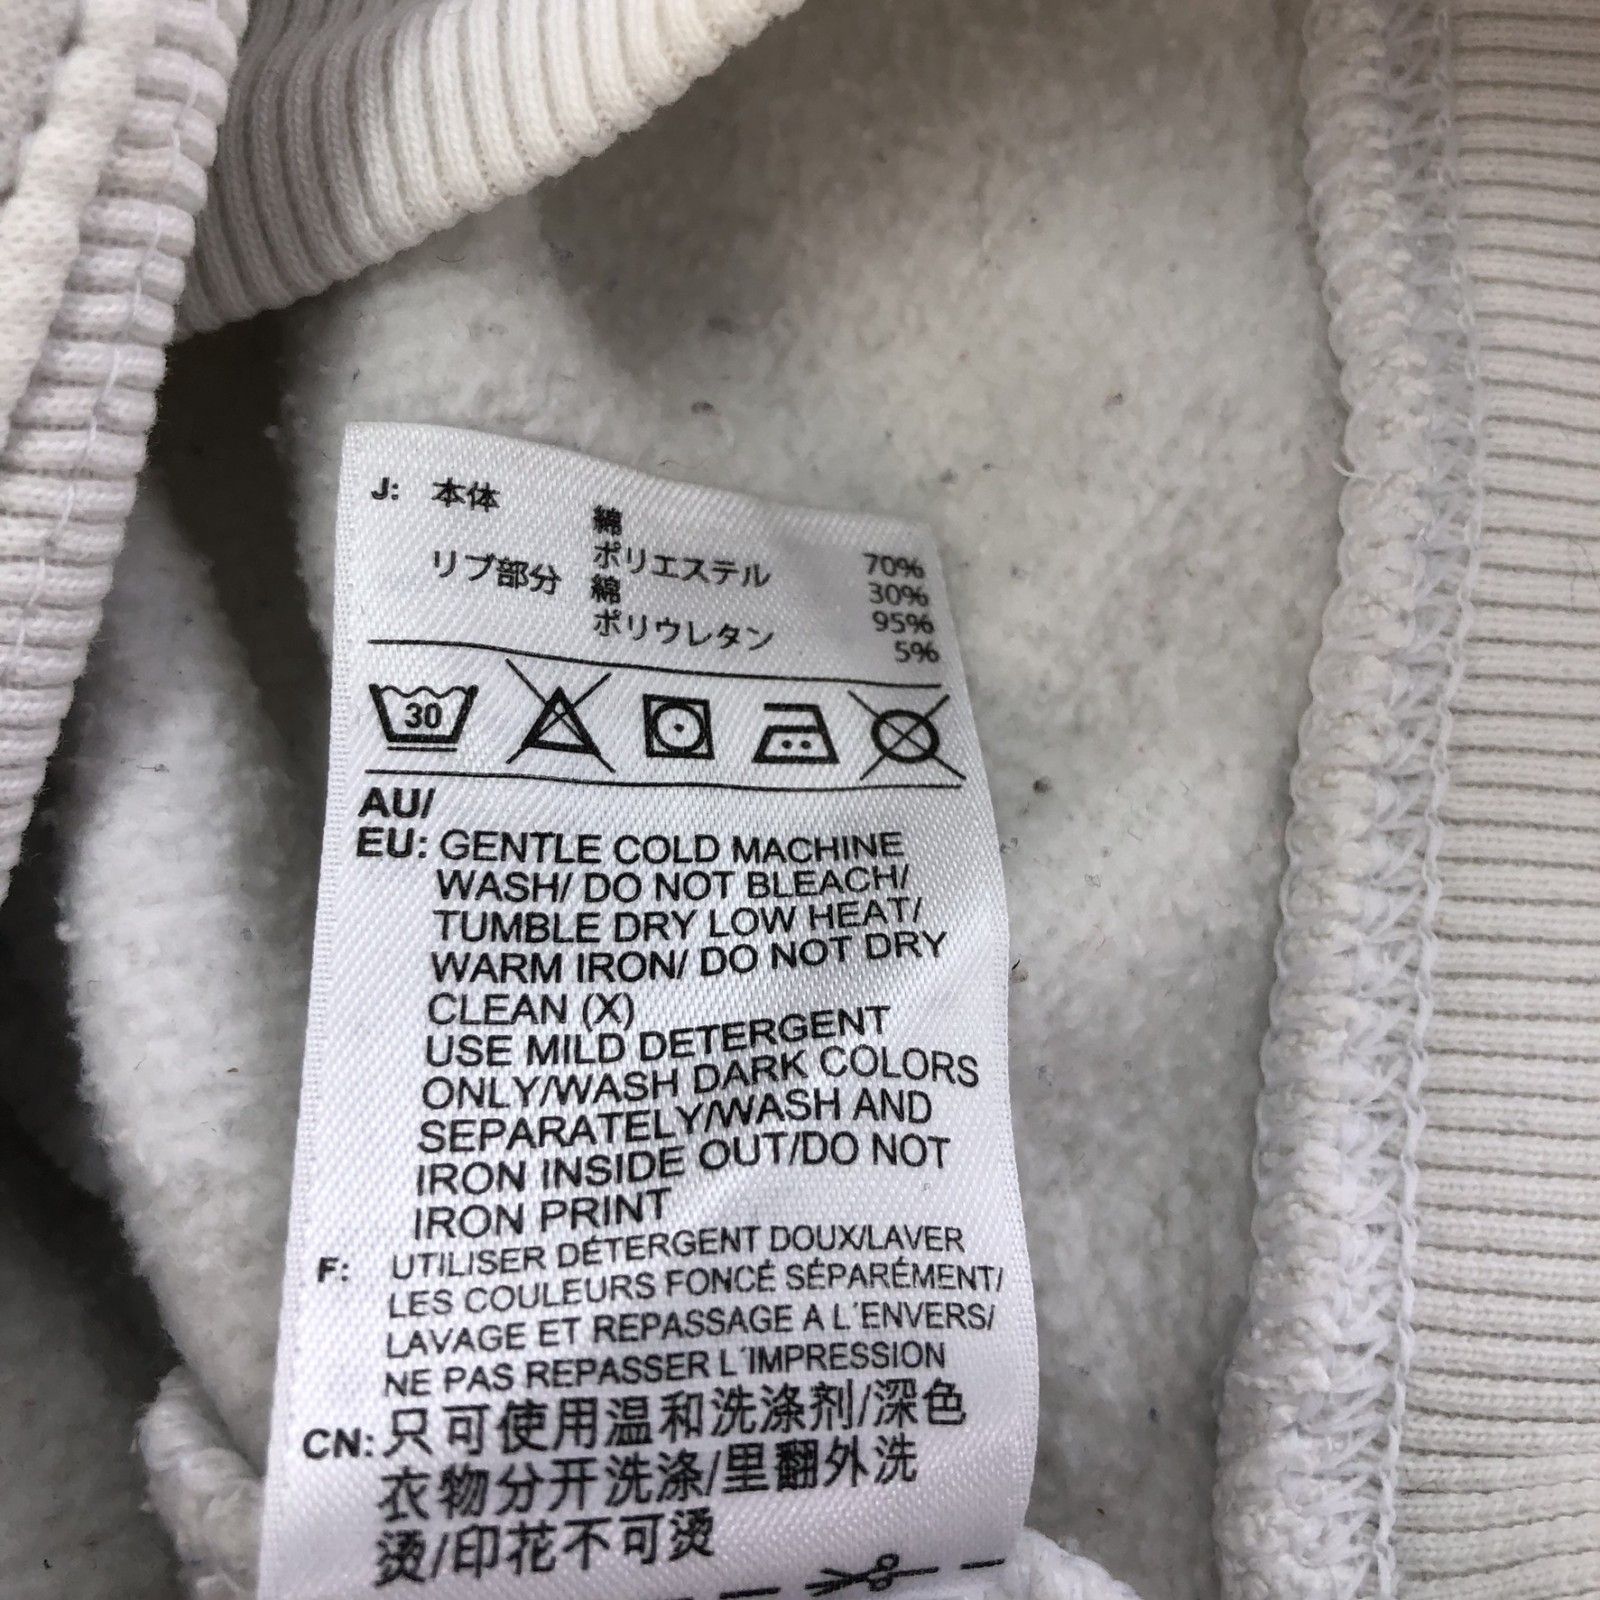 J: 本体 綿 70%
ポリエステル 30%
リブ部分 綿 95%
ポリウレタン 5%
30
AU/
EU: GENTLE COLD MACHINE
WASH/ DO NOT BLEACH/
TUMBLE DRY LOW HEAT/
WARM IRON/ DO NOT DRY
CLEAN (X)
USE MILD DETERGENT
ONLY/WASH DARK COLORS
SEPARATELY/WASH AND
IRON INSIDE OUT/DO NOT
IRON PRINT
F: UTILISER DÉTERGENT DOUX/LAVER
LES COULEURS FONCÉ SÉPARÉMENT/
LAVAGE ET REPASSAGE A L´ENVERS/
NE PAS REPASSER L´IMPRESSION
CN: 只可使用温和洗涤剂/深色
衣物分开洗涤/里翻外洗
烫/印花不可烫